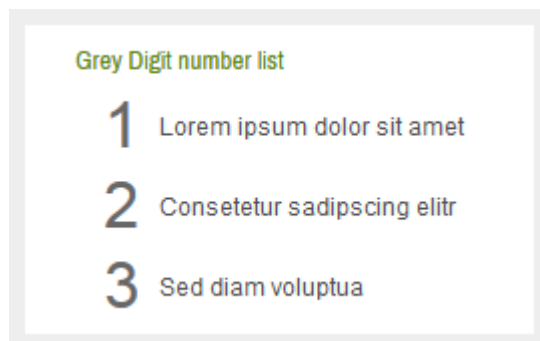 Grey Digit number list
1 Lorem ipsum dolor sit amet
2 Consetetur sadipscing elitr
3 Sed diam voluptua